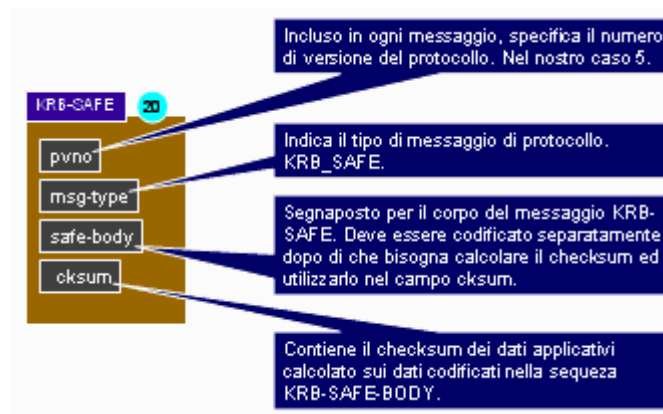 Incluso in ogni messaggio, specifica il numero
di versione del protocollo. Nel nostro caso 5.
KRB-SAFE 20
pvno
Indica il tipo di messaggio di protocollo.
KRB_SAFE.
msg-type
safe-body
Segnaposto per il corpo del messaggio KRB-
SAFE. Deve essere codificato separatamente
dopo di che bisogna calcolare il checksum ed
utilizzarlo nel campo cksum.
cksum
Contiene il checksum dei dati applicativi
calcolato sui dati codificati nella sequeza
KRB-SAFE-BODY.